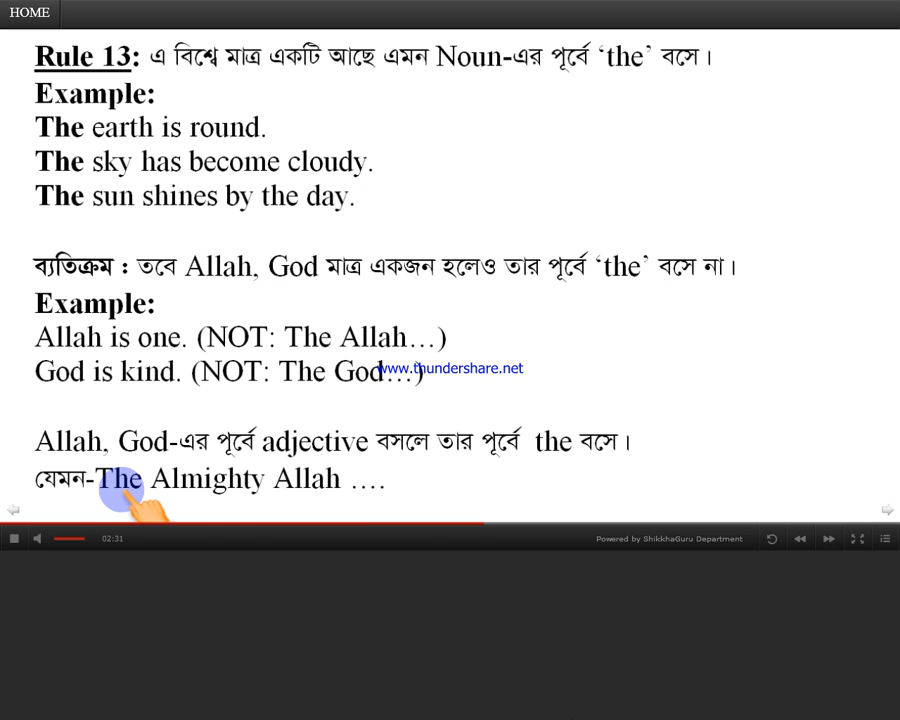 HOME
Rule 13: এ বিশ্বে মাত্র একটি আছে এমন Noun-এর পূর্বে ‘the’ বসে।
Example:
The earth is round.
The sky has become cloudy.
The sun shines by the day.
ব্যতিক্রম : তবে Allah, God মাত্র একজন হলেও তার পূর্বে ‘the’ বসে না।
Example:
Allah is one. (NOT: The Allah…)
God is kind. (NOT: The God…)
www.thundershare.net
Allah, God-এর পূর্বে adjective বসলে তার পূর্বে the বসে।
যেমন-The Almighty Allah ….
02:31
Powered by ShikkhaGuru Department